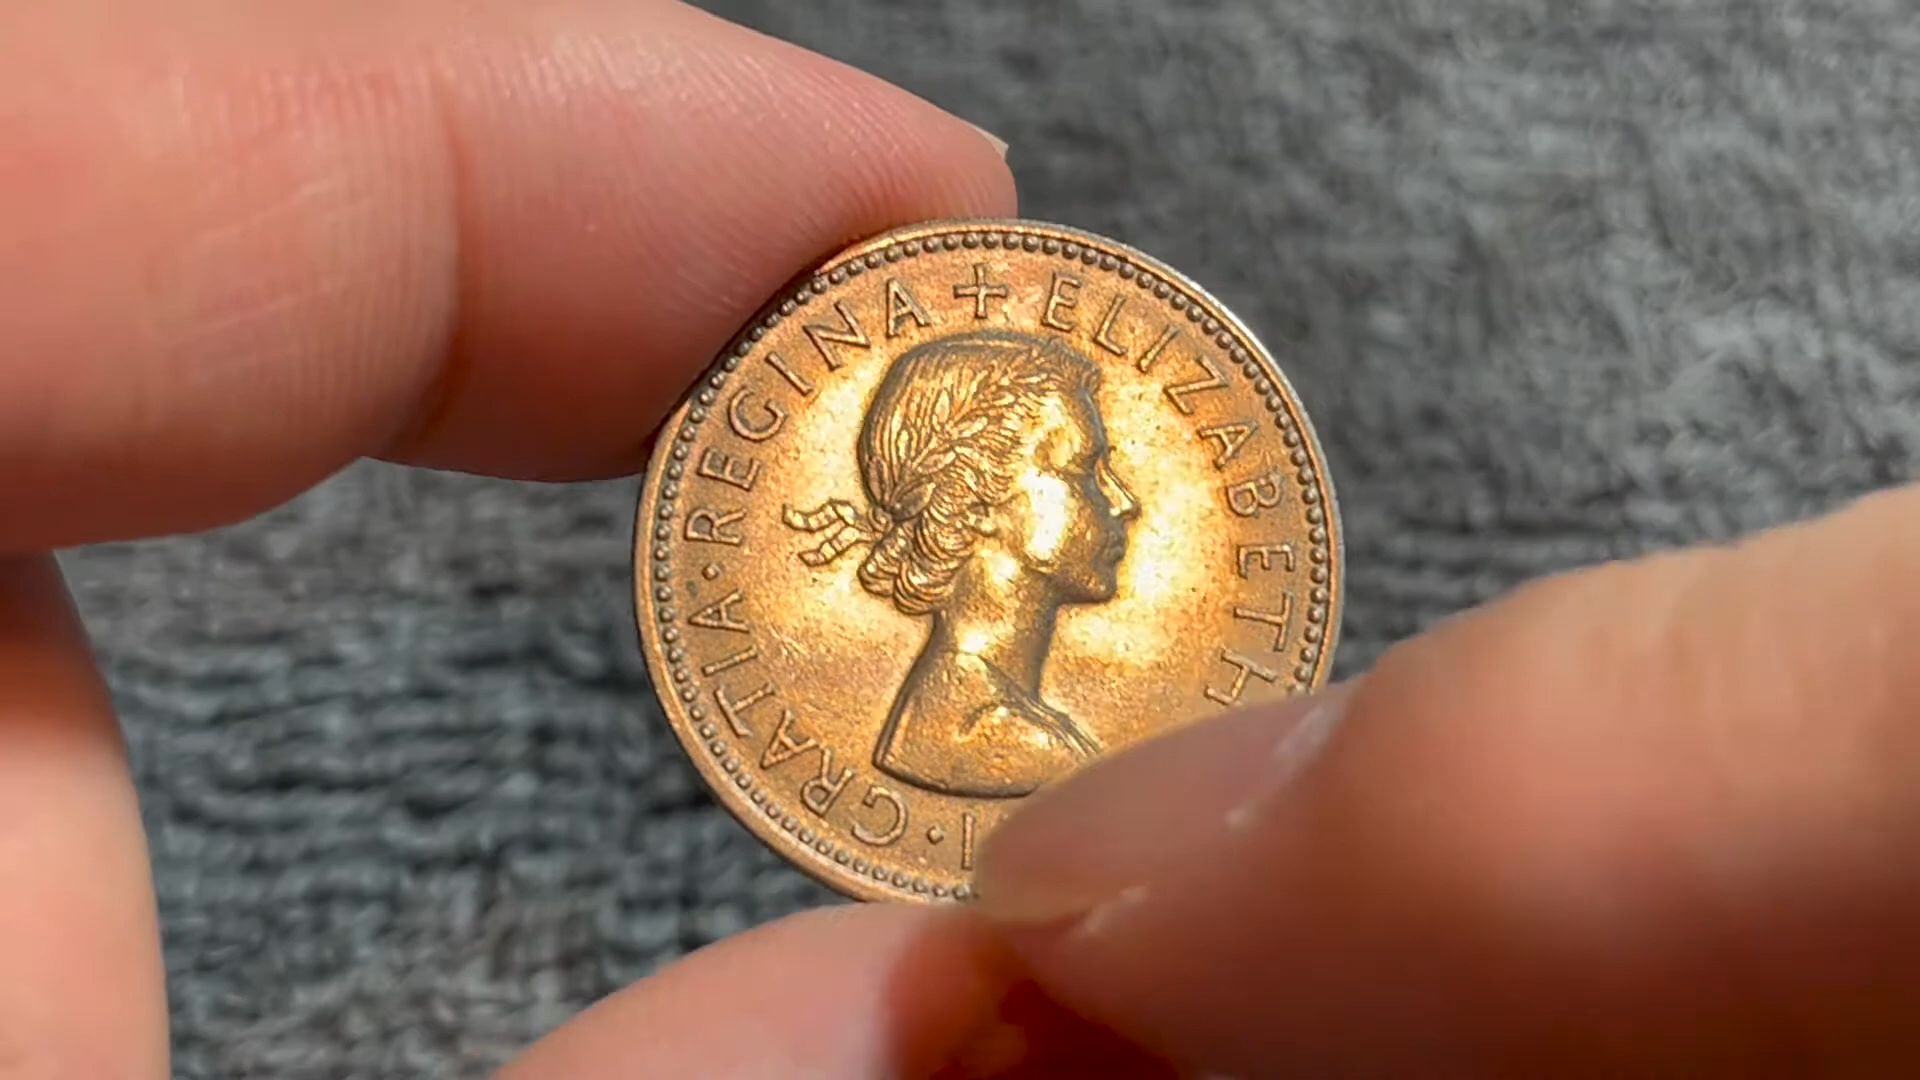 + ELIZABETH
I · GRATIA · REGINA